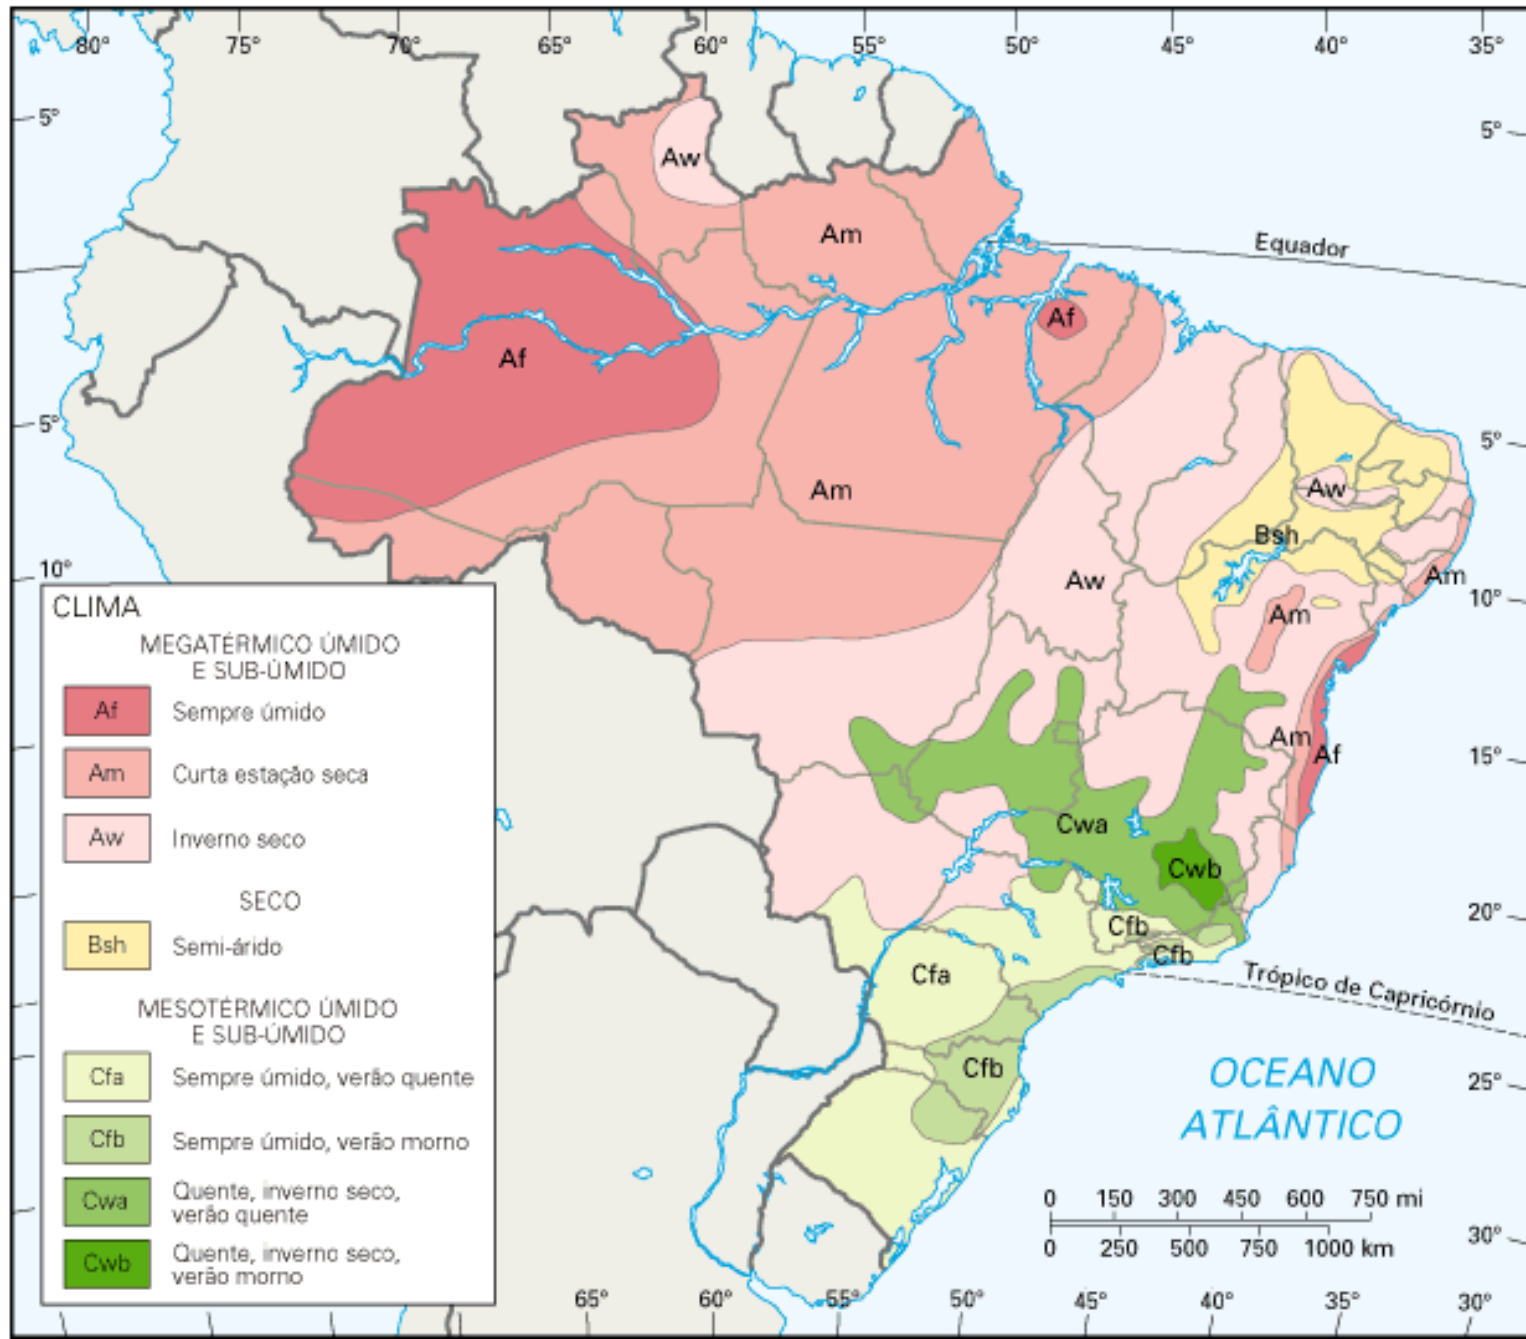 80° 75° 70° 65° 60° 55° 50° 45° 40° 35°
5° 5°
Aw
Am
Equador
Af
Af
5° 5°
Am
Aw
Bsh
10° Aw Am 10°
Am
Am Af 15°
Cwa
Cwb
20°
Cfb
Cfb
Cfa
Trópico de Capricórnio
Cfb
25°
OCEANO
ATLÂNTICO
0 150 300 450 600 750 mi
0 250 500 750 1000 km
30°
65° 60° 55° 50° 45° 40° 35° 30°
CLIMA
MEGATÉRMICO ÚMIDO
E SUB-ÚMIDO
Af Sempre úmido
Am Curta estação seca
Aw Inverno seco
SECO
Bsh Semi-árido
MESOTÉRMICO ÚMIDO
E SUB-ÚMIDO
Cfa Sempre úmido, verão quente
Cfb Sempre úmido, verão morno
Cwa Quente, inverno seco,
verão quente
Cwb Quente, inverno seco,
verão morno